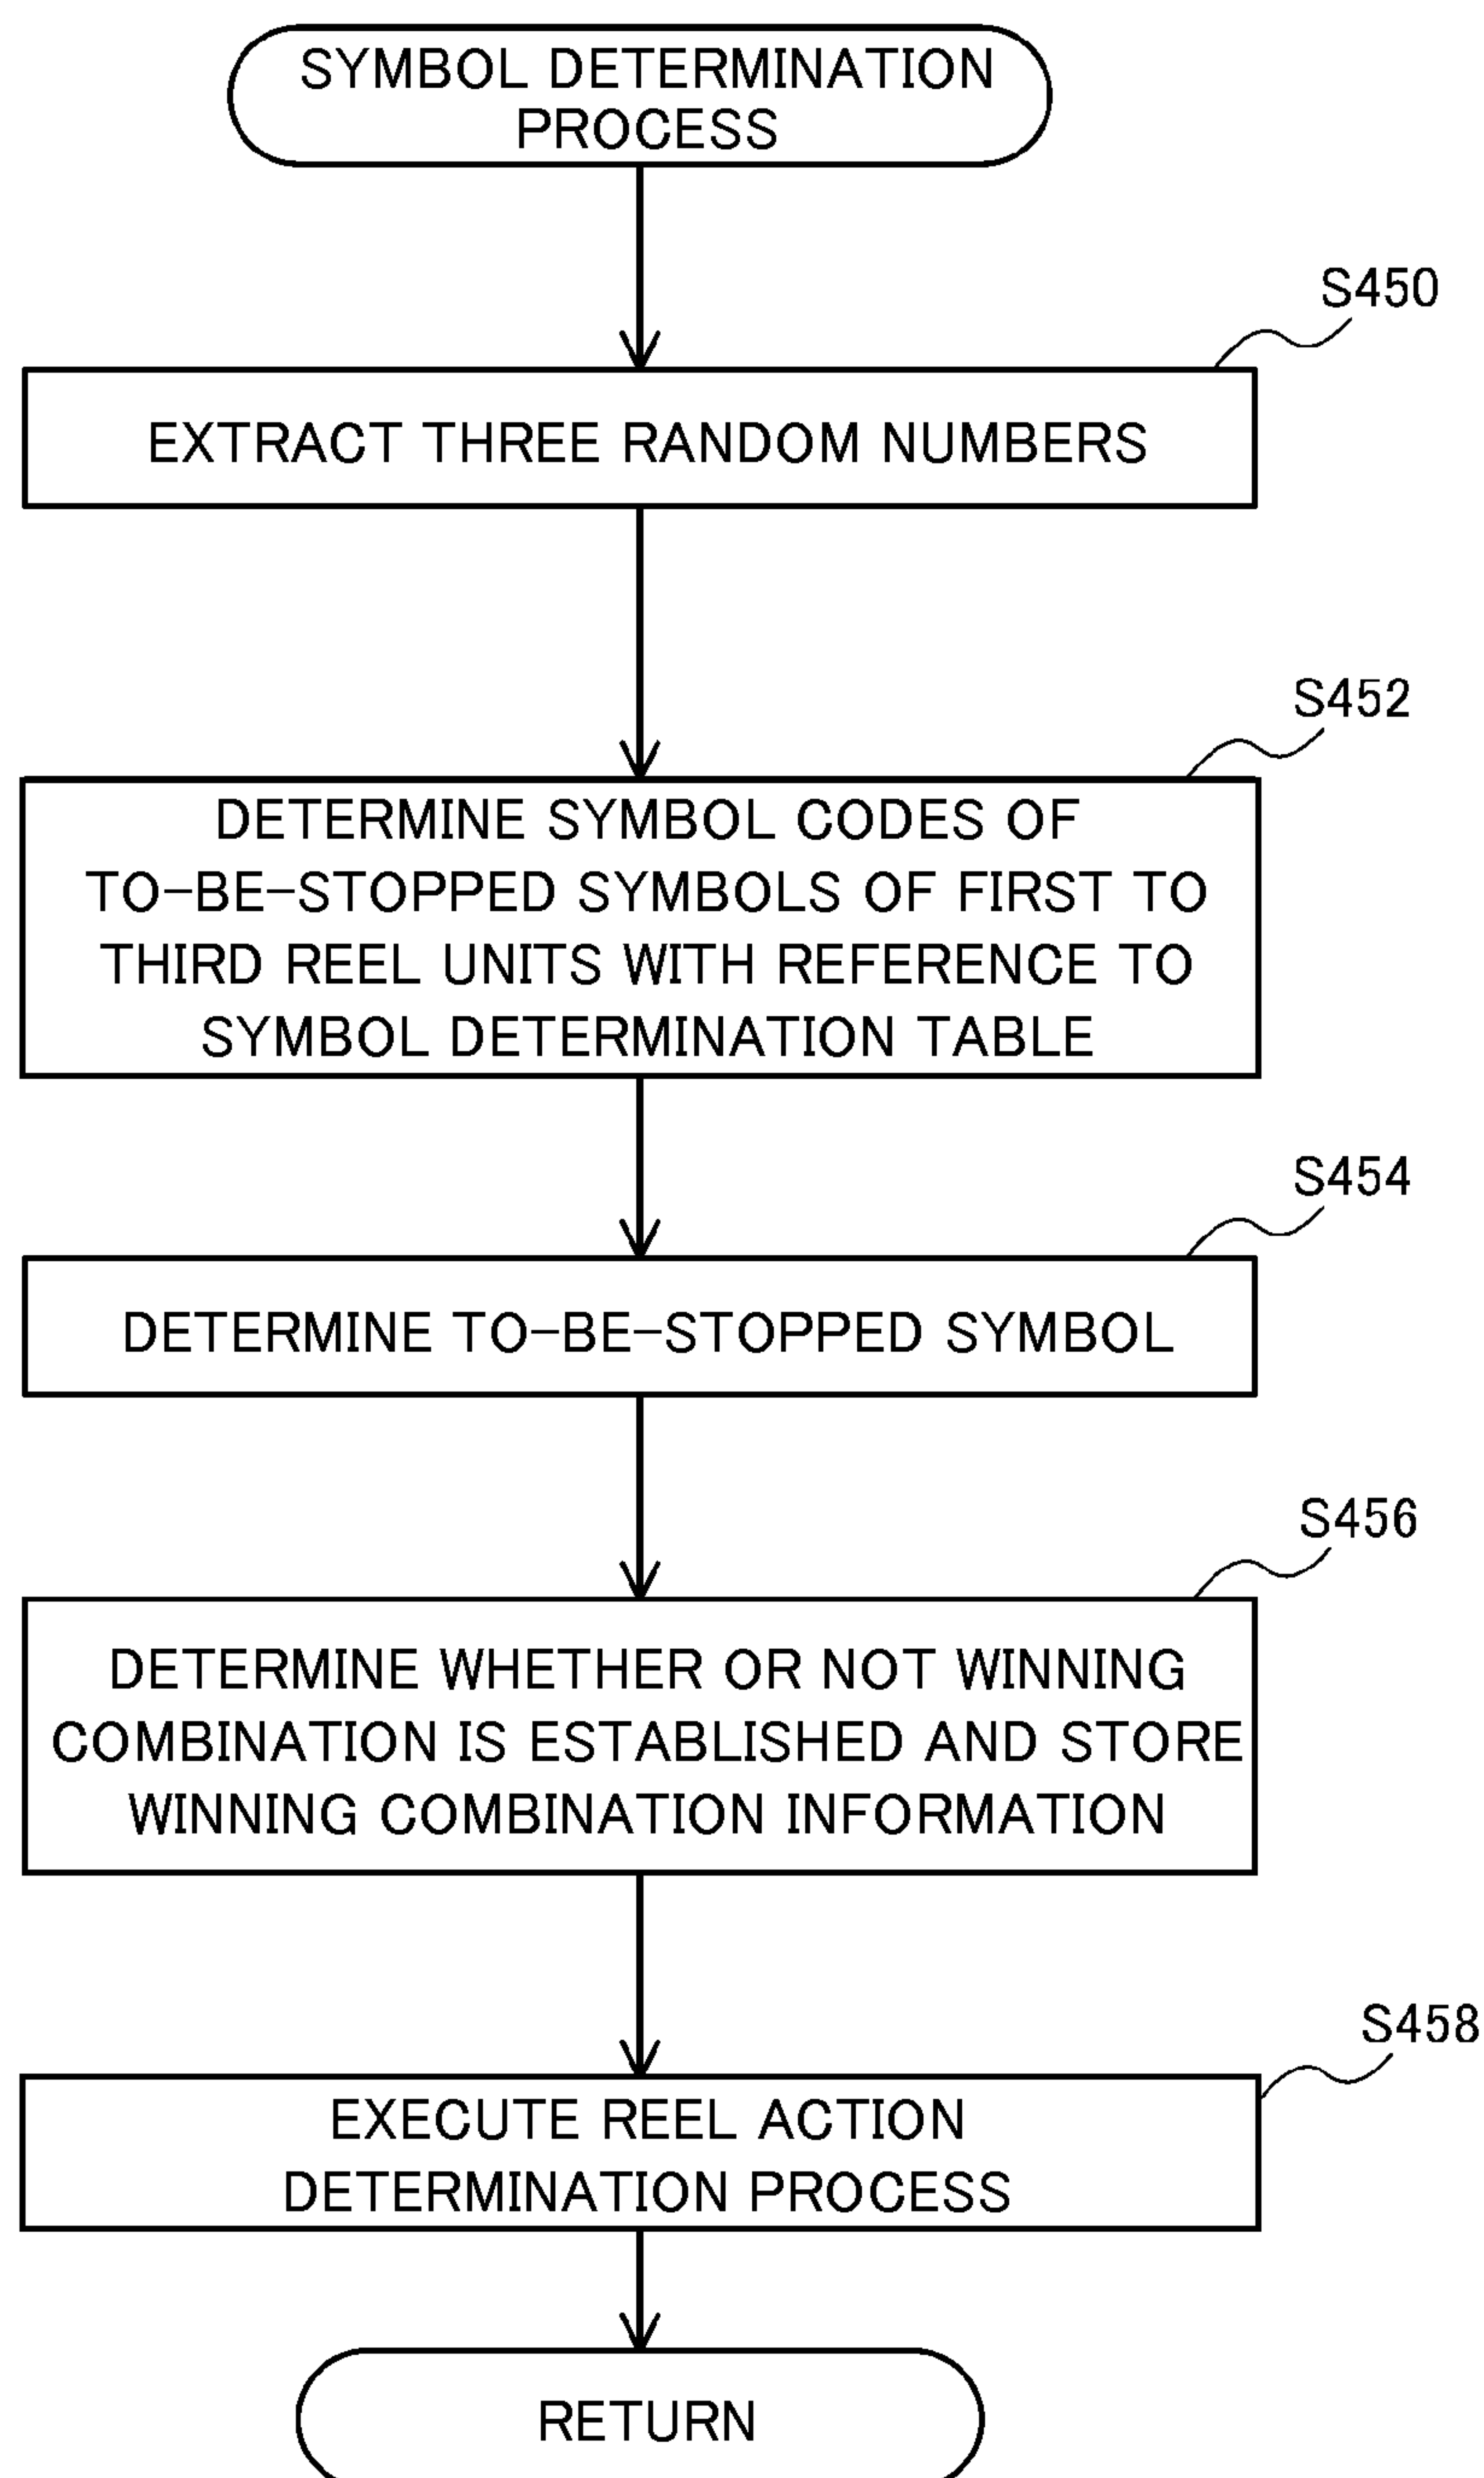 SYMBOL DETERMINATION
PROCESS
S450
EXTRACT THREE RANDOM NUMBERS
S452
DETERMINE SYMBOL CODES OF
TO-BE-STOPPED SYMBOLS OF FIRST TO
THIRD REEL UNITS WITH REFERENCE TO
SYMBOL DETERMINATION TABLE
S454
DETERMINE TO-BE-STOPPED SYMBOL
S456
DETERMINE WHETHER OR NOT WINNING
COMBINATION IS ESTABLISHED AND STORE
WINNING COMBINATION INFORMATION
S458
EXECUTE REEL ACTION
DETERMINATION PROCESS
RETURN